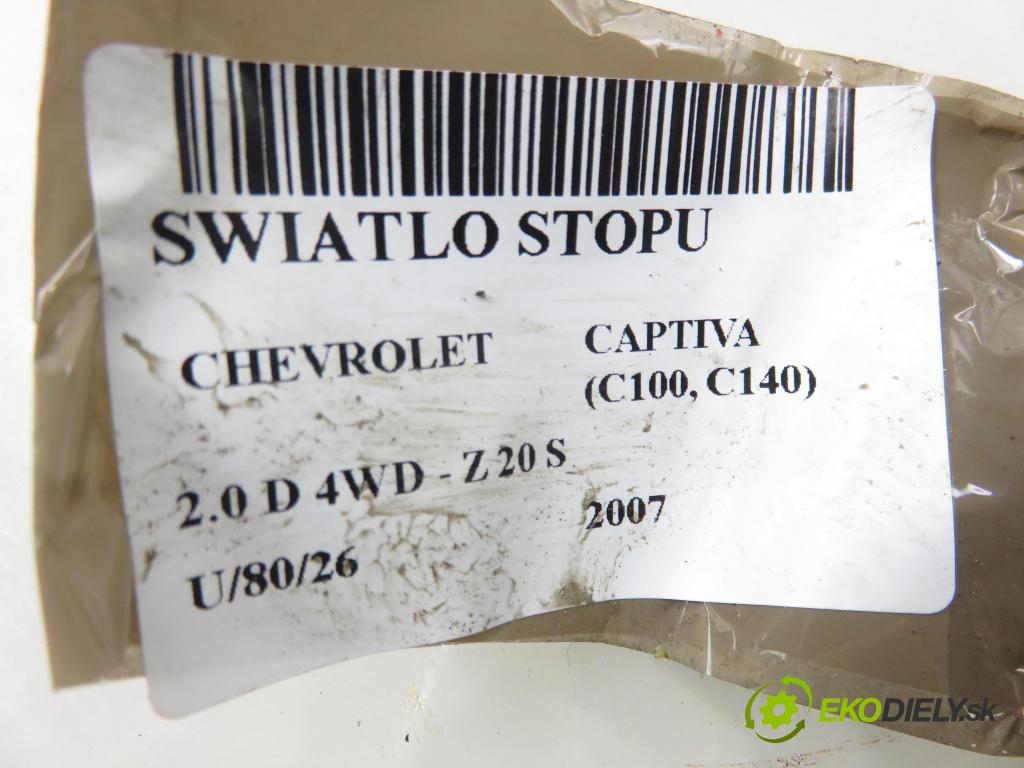 SWIATLO STOPU
CHEVROLET
CAPTIVA
(C100, C140)
2.0 D 4WD - Z 20 S
2007
U/80/26
EKODIELY.sk